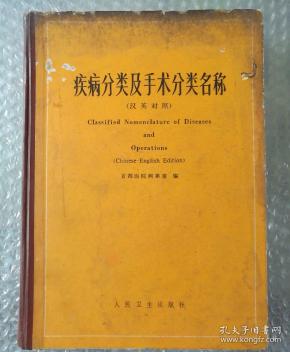 疾病分类及手术分类名称
(汉英对照)
Classified Nomenclature of Diseases
and
Operations
(Chinese-English Edition)
首都医院病案室 编
人民卫生出版社
孔夫子旧书网